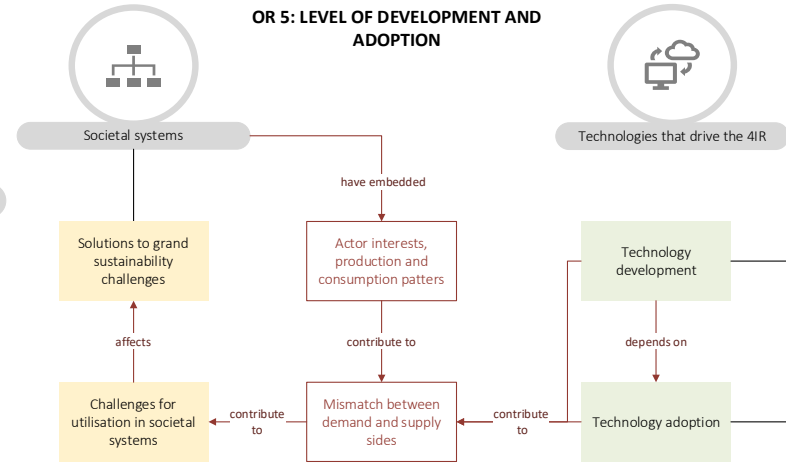 OR 5: LEVEL OF DEVELOPMENT AND
ADOPTION
Societal systems
Technologies that drive the 4IR
have embedded
Solutions to grand
sustainability
challenges
Actor interests,
production and
consumption patters
Technology
development
affects
contribute to
depends on
Challenges for
utilisation in societal
systems
contribute
to
Mismatch between
demand and supply
sides
contribute
to
Technology adoption